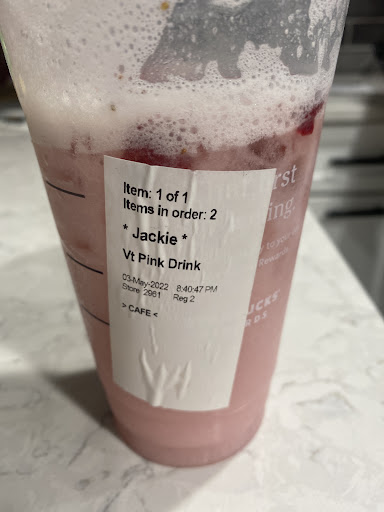 Item: 1 of 1
Items in order: 2
* Jackie *
Vt Pink Drink
03-May-2022 8:40:47 PM
Store: 2961 Reg 2
> CAFE <